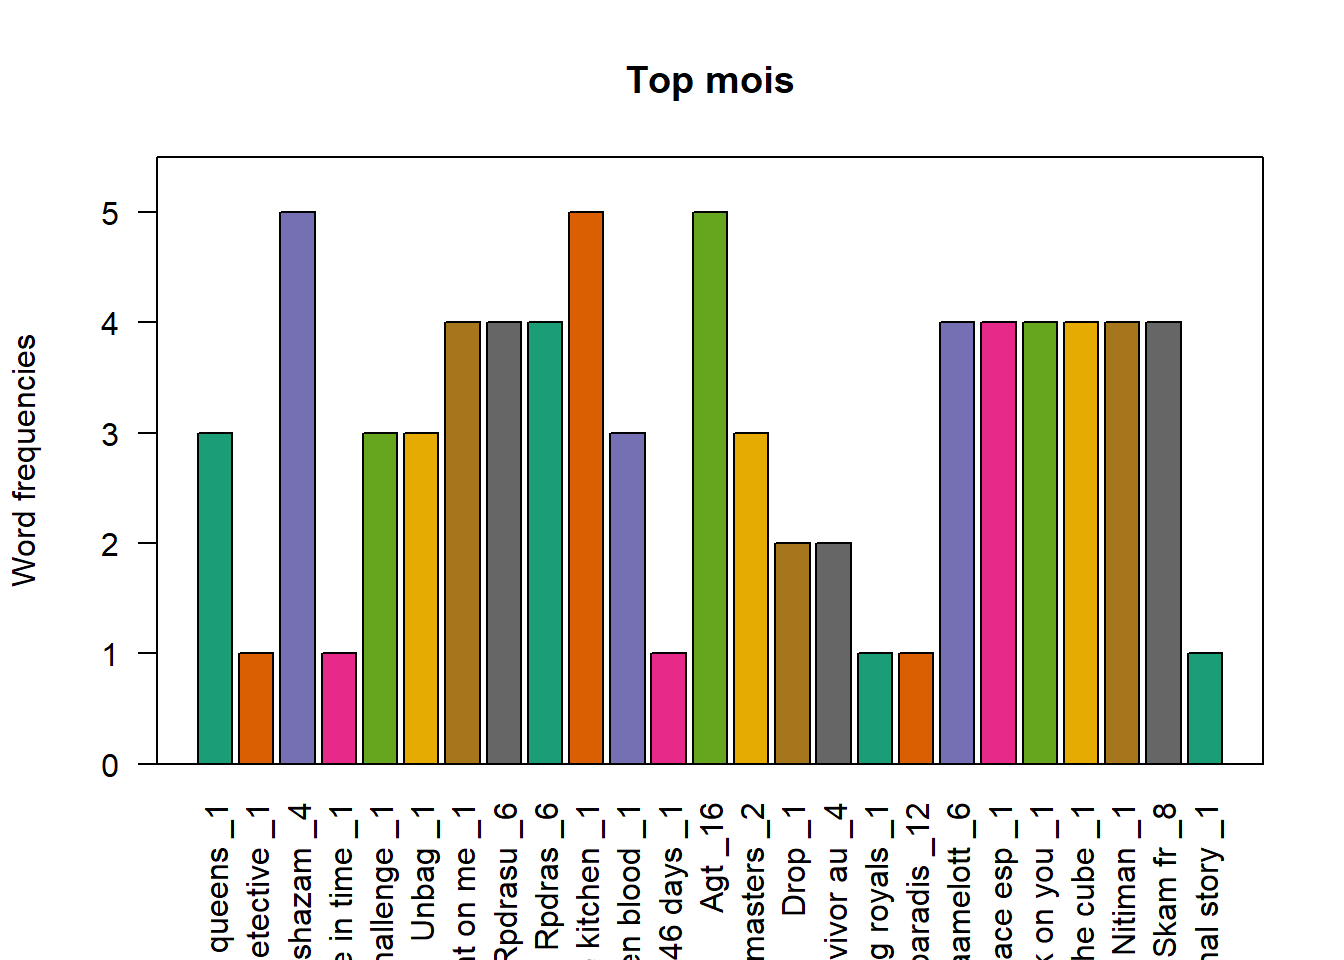 Top mois
Word frequencies
5
4
3
2
1
0
queens _1
etective _1
shazam _4
e in time _1
hallenge _1
Unbag _1
at on me _1
Rpdrasu _6
Rpdras _6
kitchen _1
en blood _1
46 days _1
Agt _16
masters _2
Drop _1
vivor au _4
g royals _1
paradis _12
aamelott _6
ace esp _1
k on you _1
he cube _1
Nitiman _1
Skam fr _8
nal story _1